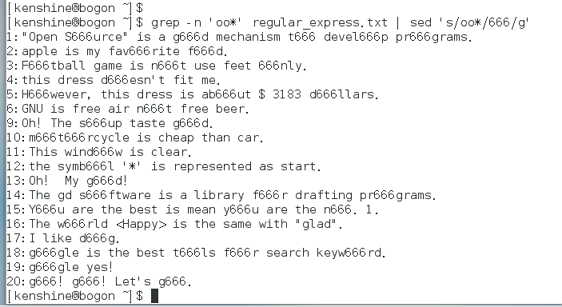 [kenshine@bogon ~]$
[kenshine@bogon ~]$ grep -n 'oo*' regular_express.txt | sed 's/oo*/666/g'
1:"Open S666urce" is a g666d mechanism t666 devel666p pr666grams.
2:apple is my fav666rite f666d.
3:F666tball game is n666t use feet 666nly.
4:this dress d666esn't fit me.
5:H666wever, this dress is ab666ut $ 3183 d666llars.
6:GNU is free air n666t free beer.
9:Oh! The s666up taste g666d.
10:m666t666rcycle is cheap than car.
11:This wind666w is clear.
12:the symb666l '*' is represented as start.
13:Oh!  My g666d!
14:The gd s666ftware is a library f666r drafting pr666grams.
15:Y666u are the best is mean y666u are the n666. 1.
16:The w666rld <Happy> is the same with "glad".
17:I like d666g.
18:g666gle is the best t666ls f666r search keyw666rd.
19:g666gle yes!
20:g666! g666! Let's g666.
[kenshine@bogon ~]$